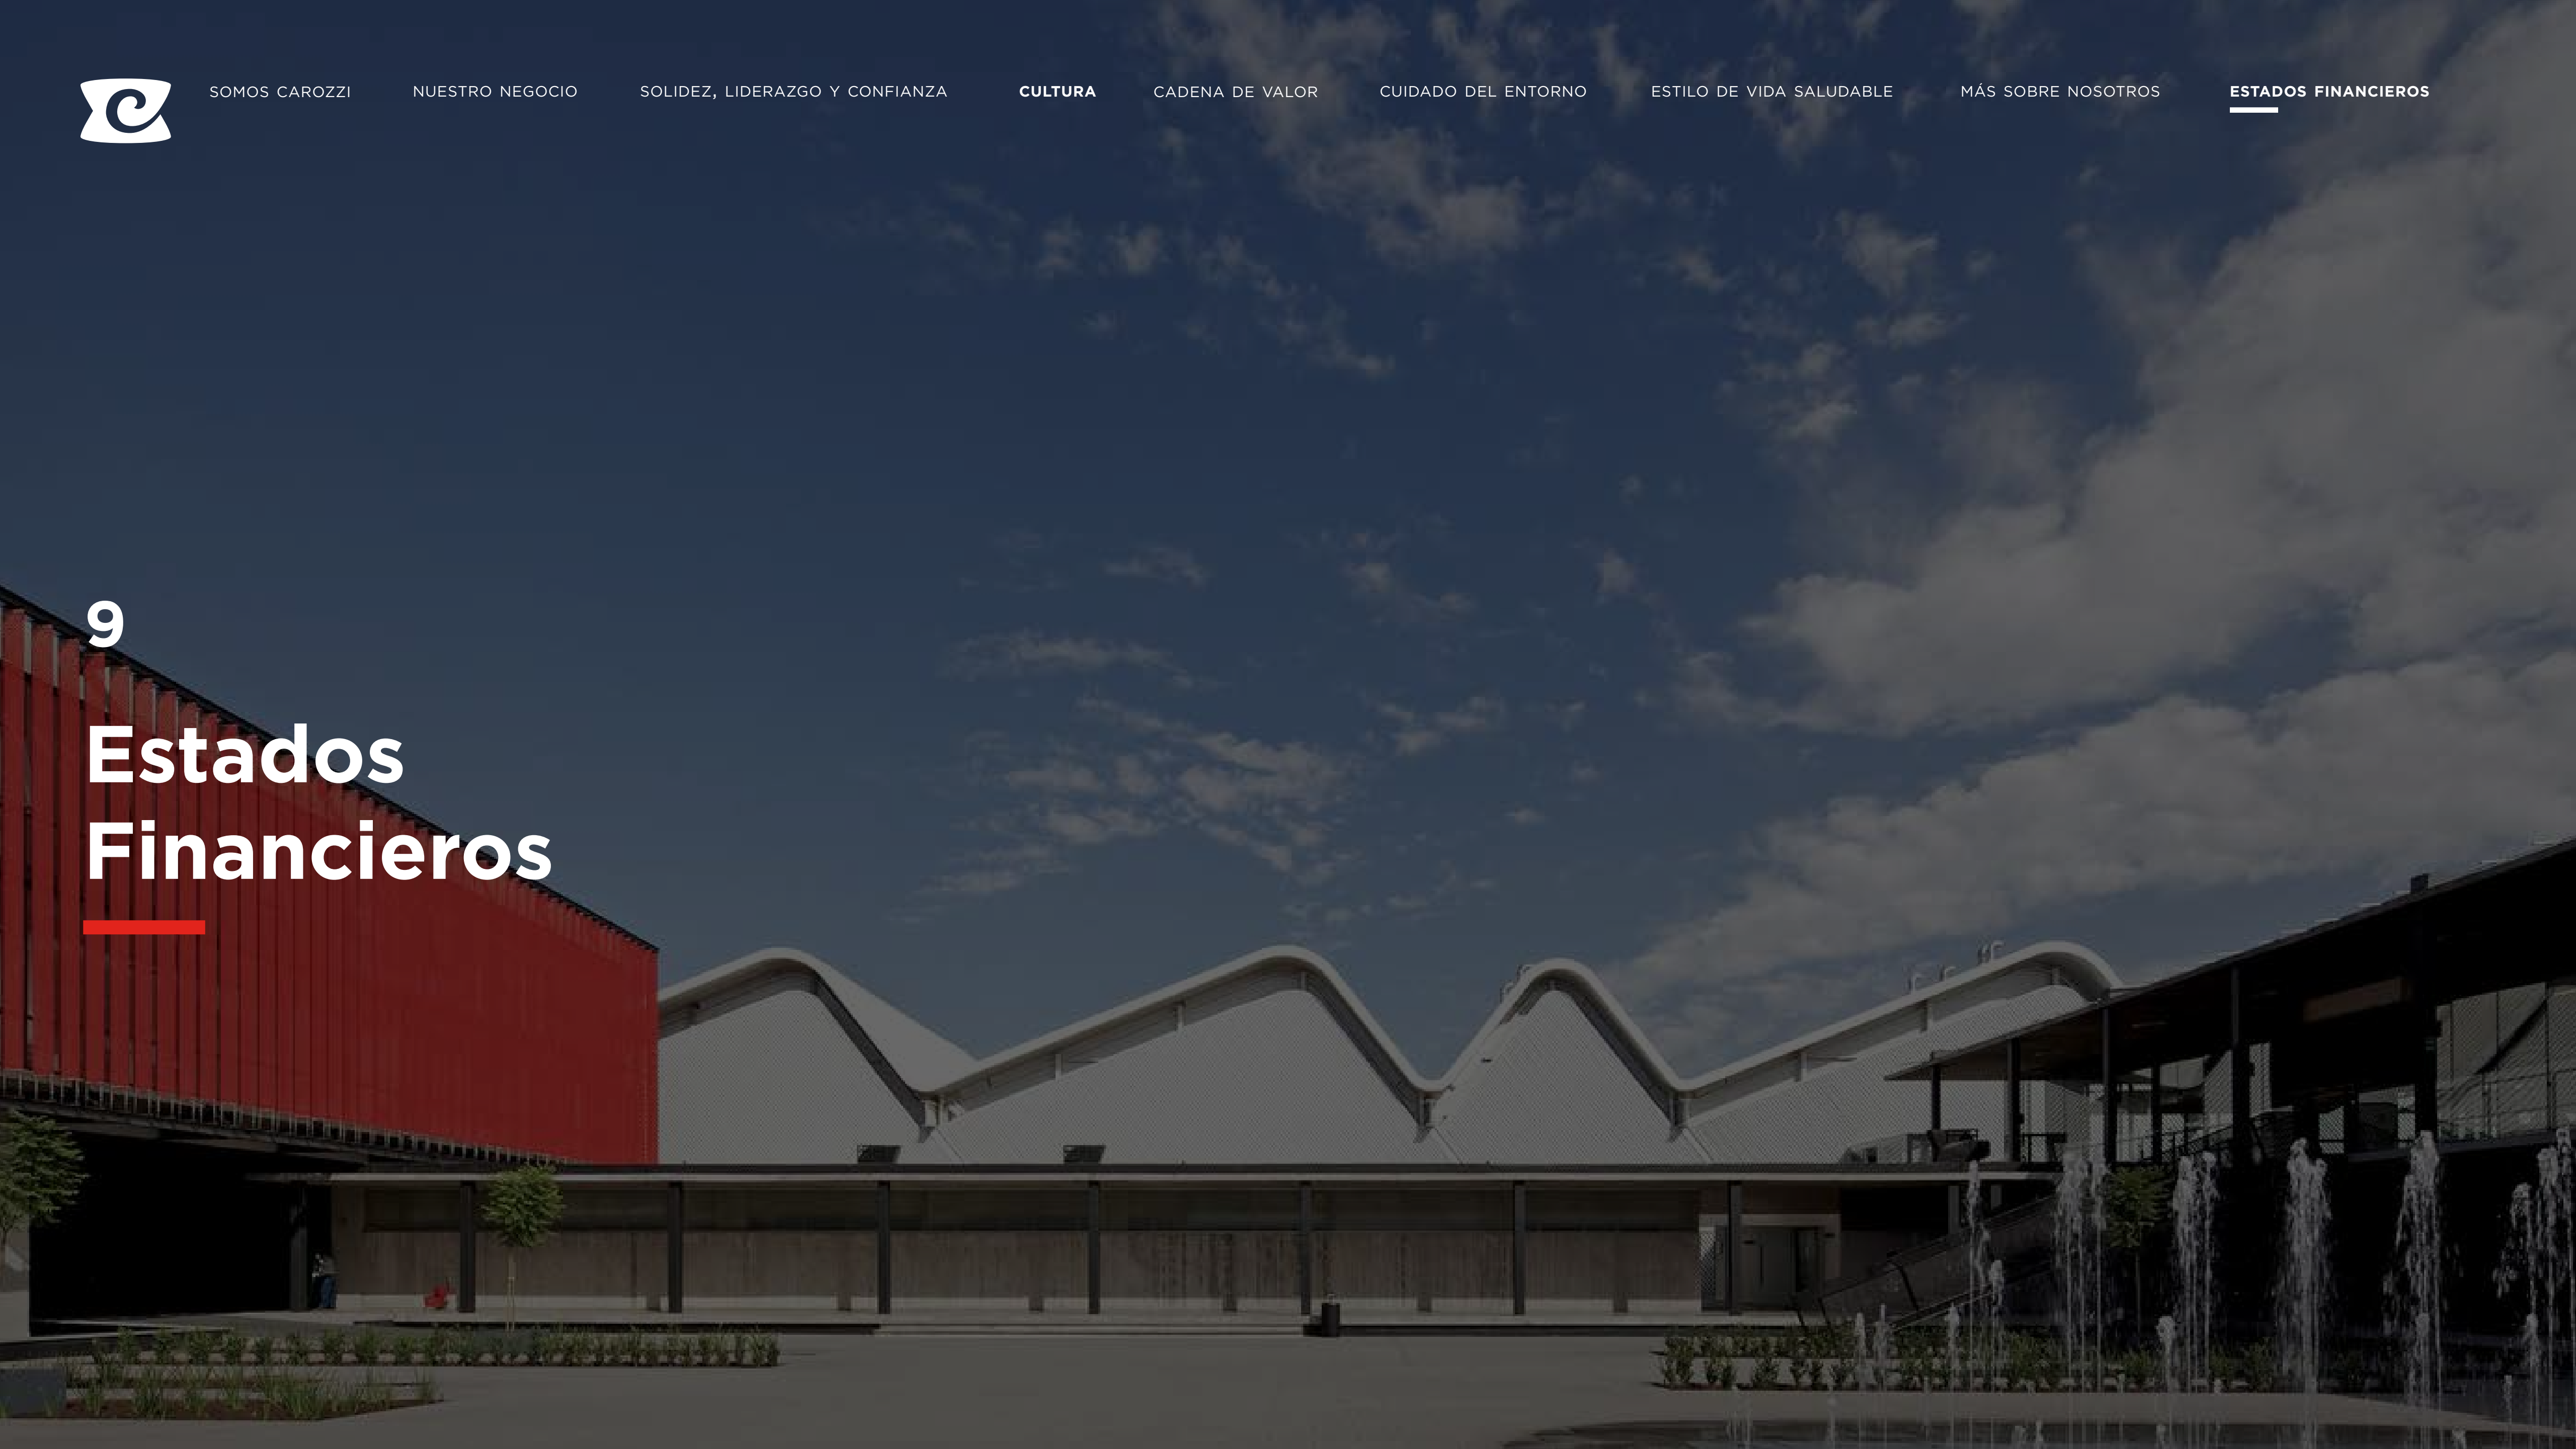 SOMOS CAROZZI NUESTRO NEGOCIO SOLIDEZ, LIDERAZGO Y CONFIANZA CULTURA CADENA DE VALOR CUIDADO DEL ENTORNO ESTILO DE VIDA SALUDABLE MÁS SOBRE NOSOTROS ESTADOS FINANCIEROS
9
Estados
Financieros